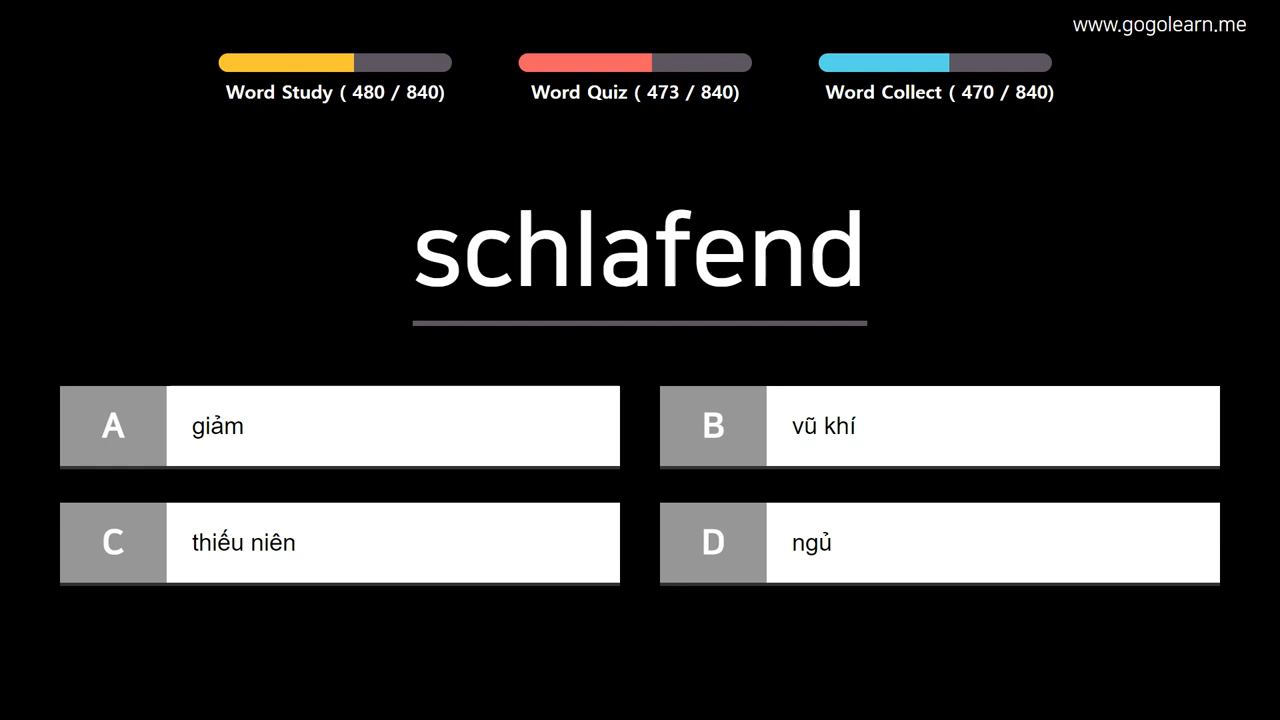 www.gogolearn.me
Word Study ( 480 / 840)
Word Quiz ( 473 / 840)
Word Collect ( 470 / 840)
schlafend
A giảm
B vũ khí
C thiếu niên
D ngủ